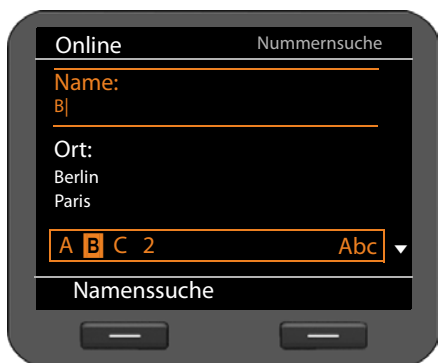 Online Nummernsuche
Name:
B|
Ort:
Berlin
Paris
A B C 2 Abc
Namenssuche